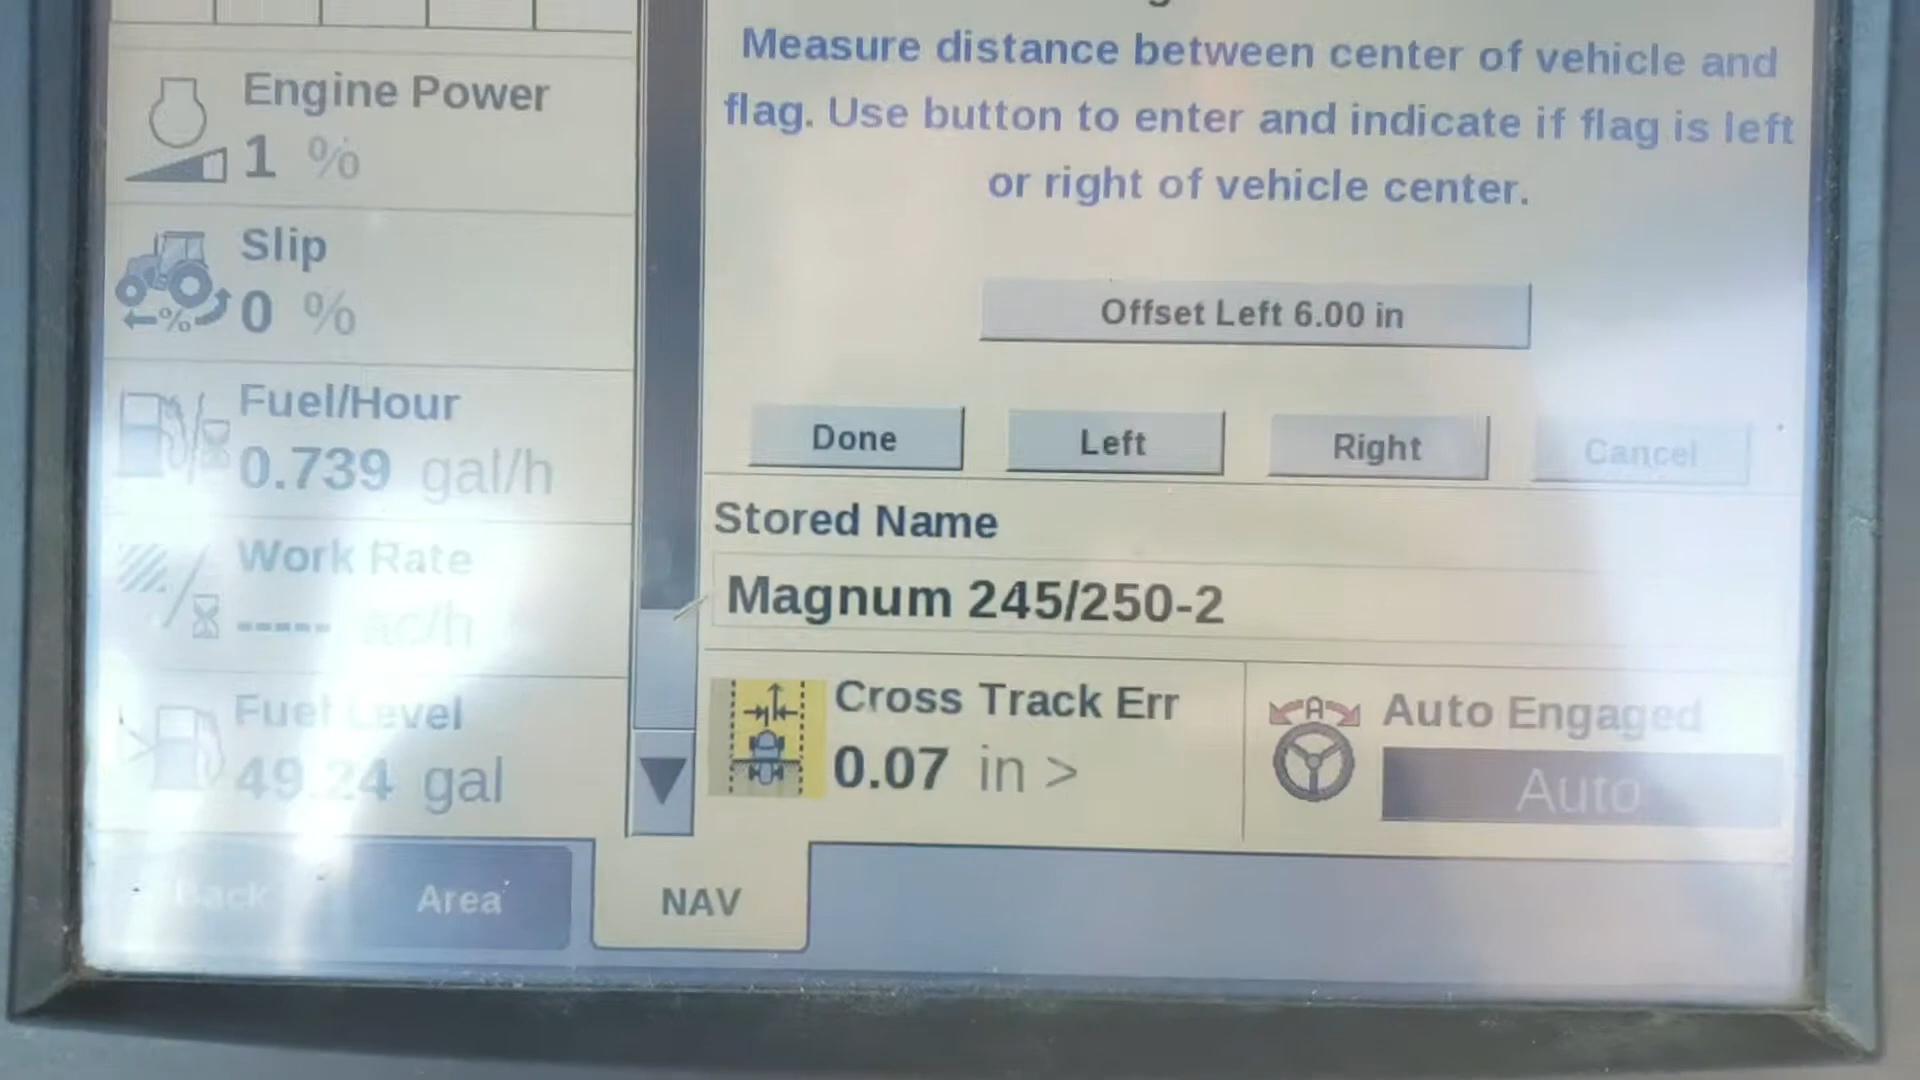 Measure distance between center of vehicle and
flag. Use button to enter and indicate if flag is left
or right of vehicle center.
Offset Left 6.00 in
Done
Left
Right
Cancel
Stored Name
Magnum 245/250-2
Cross Track Err
0.07 in >
Auto Engaged
Auto
Engine Power
1 %
Slip
0 %
%
Fuel/Hour
0.739 gal/h
Work Rate
----- ac/h
Fuel Level
49.24 gal
A
Back
Area
NAV